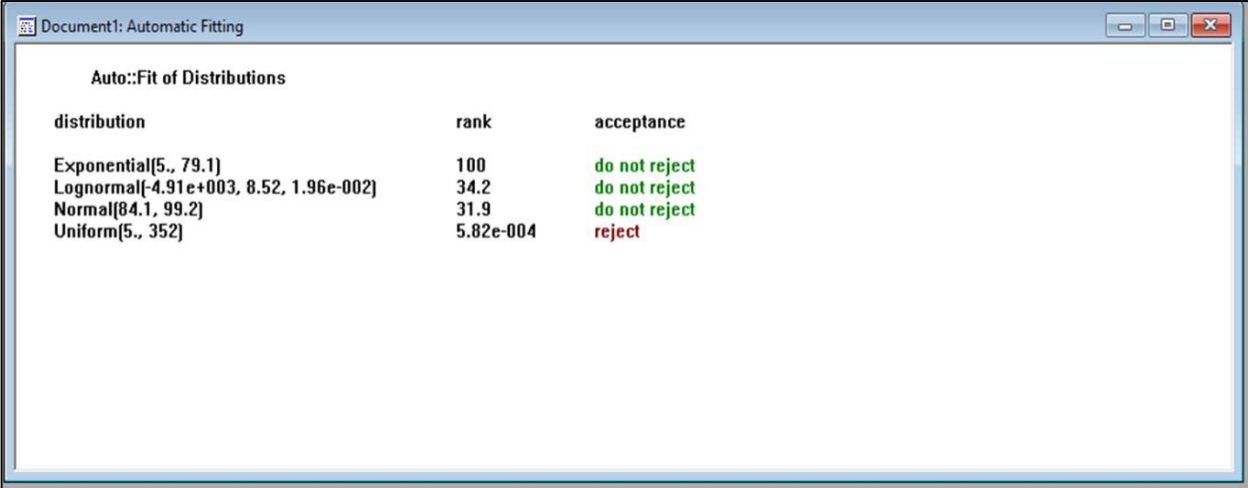 Document1: Automatic Fitting
Auto::Fit of Distributions
distribution rank acceptance
Exponential(5., 79.1) 100 do not reject
Lognormal(-4.91e+003, 8.52, 1.96e-002) 34.2 do not reject
Normal(84.1, 99.2) 31.9 do not reject
Uniform(5., 352) 5.82e-004 reject